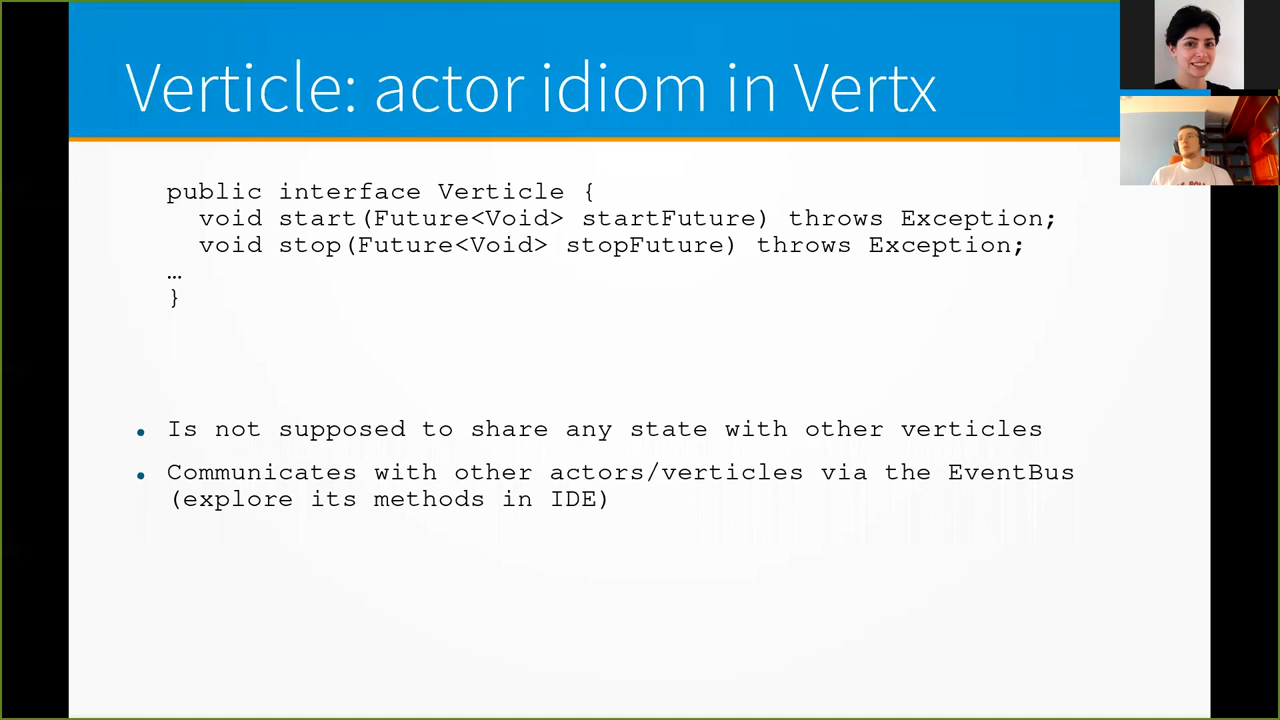 Verticle: actor idiom in Vertx
public interface Verticle {
void start(Future<Void> startFuture) throws Exception;
void stop(Future<Void> stopFuture) throws Exception;
…
}
• Is not supposed to share any state with other verticles
• Communicates with other actors/verticles via the EventBus
(explore its methods in IDE)